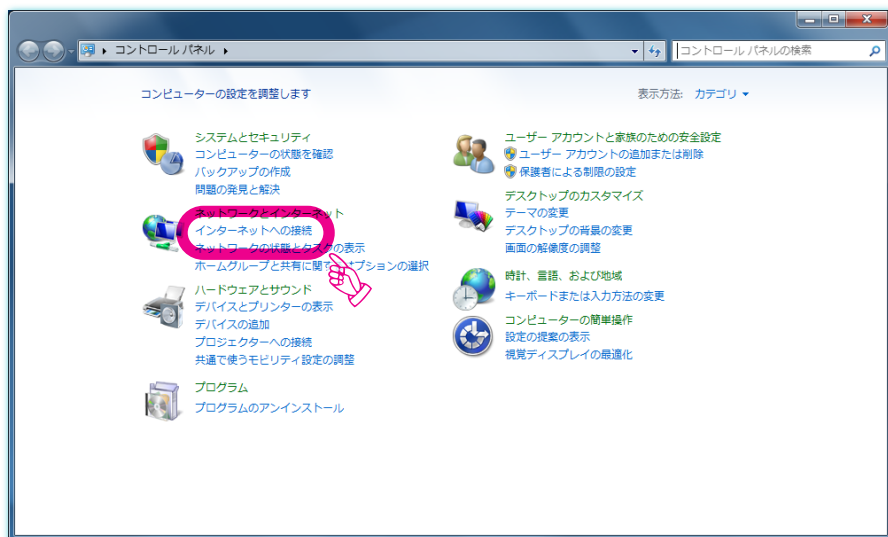 コントロール パネル
コントロール パネルの検索
コンピューターの設定を調整します
表示方法: カテゴリ
システムとセキュリティ
コンピューターの状態を確認
バックアップの作成
問題の発見と解決
ネットワークとインターネット
インターネットへの接続
ネットワークの状態とタスクの表示
ホームグループと共有に関するオプションの選択
ハードウェアとサウンド
デバイスとプリンターの表示
デバイスの追加
プロジェクターへの接続
共通で使うモビリティ設定の調整
プログラム
プログラムのアンインストール
ユーザー アカウントと家族のための安全設定
ユーザー アカウントの追加または削除
保護者による制限の設定
デスクトップのカスタマイズ
テーマの変更
デスクトップの背景の変更
画面の解像度の調整
時計、言語、および地域
キーボードまたは入力方法の変更
コンピューターの簡単操作
設定の提案の表示
視覚ディスプレイの最適化